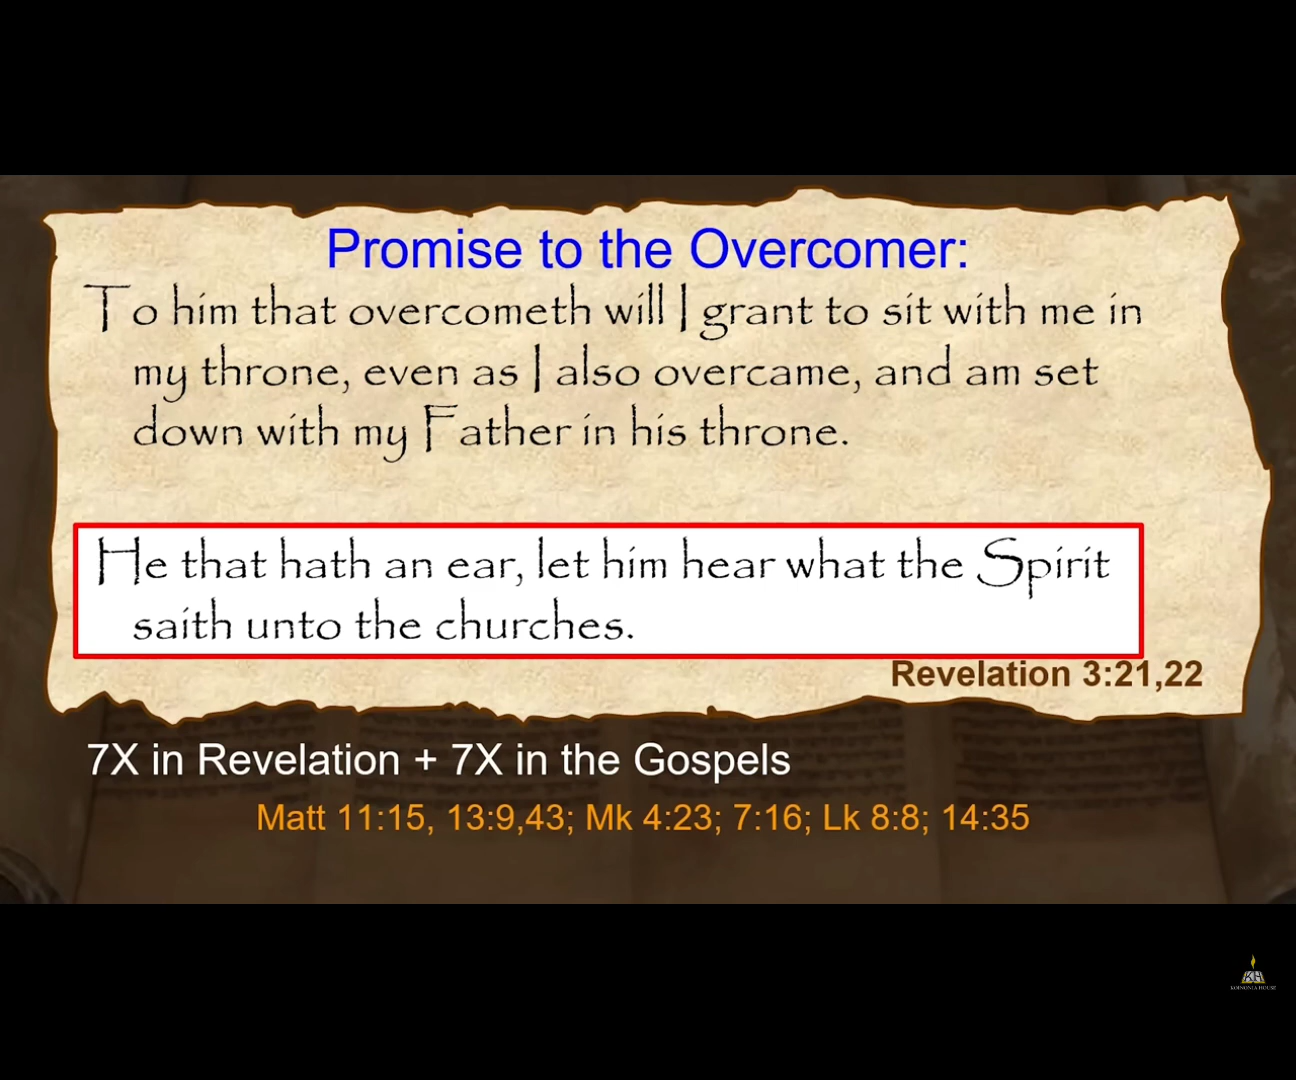 Promise to the Overcomer:
To him that overcometh will I grant to sit with me in
my throne, even as I also overcame, and am set
down with my Father in his throne.
He that hath an ear, let him hear what the Spirit
saith unto the churches.
Revelation 3:21,22
7X in Revelation + 7X in the Gospels
Matt 11:15, 13:9,43; Mk 4:23; 7:16; Lk 8:8; 14:35
KH
KOINONIA HOUSE